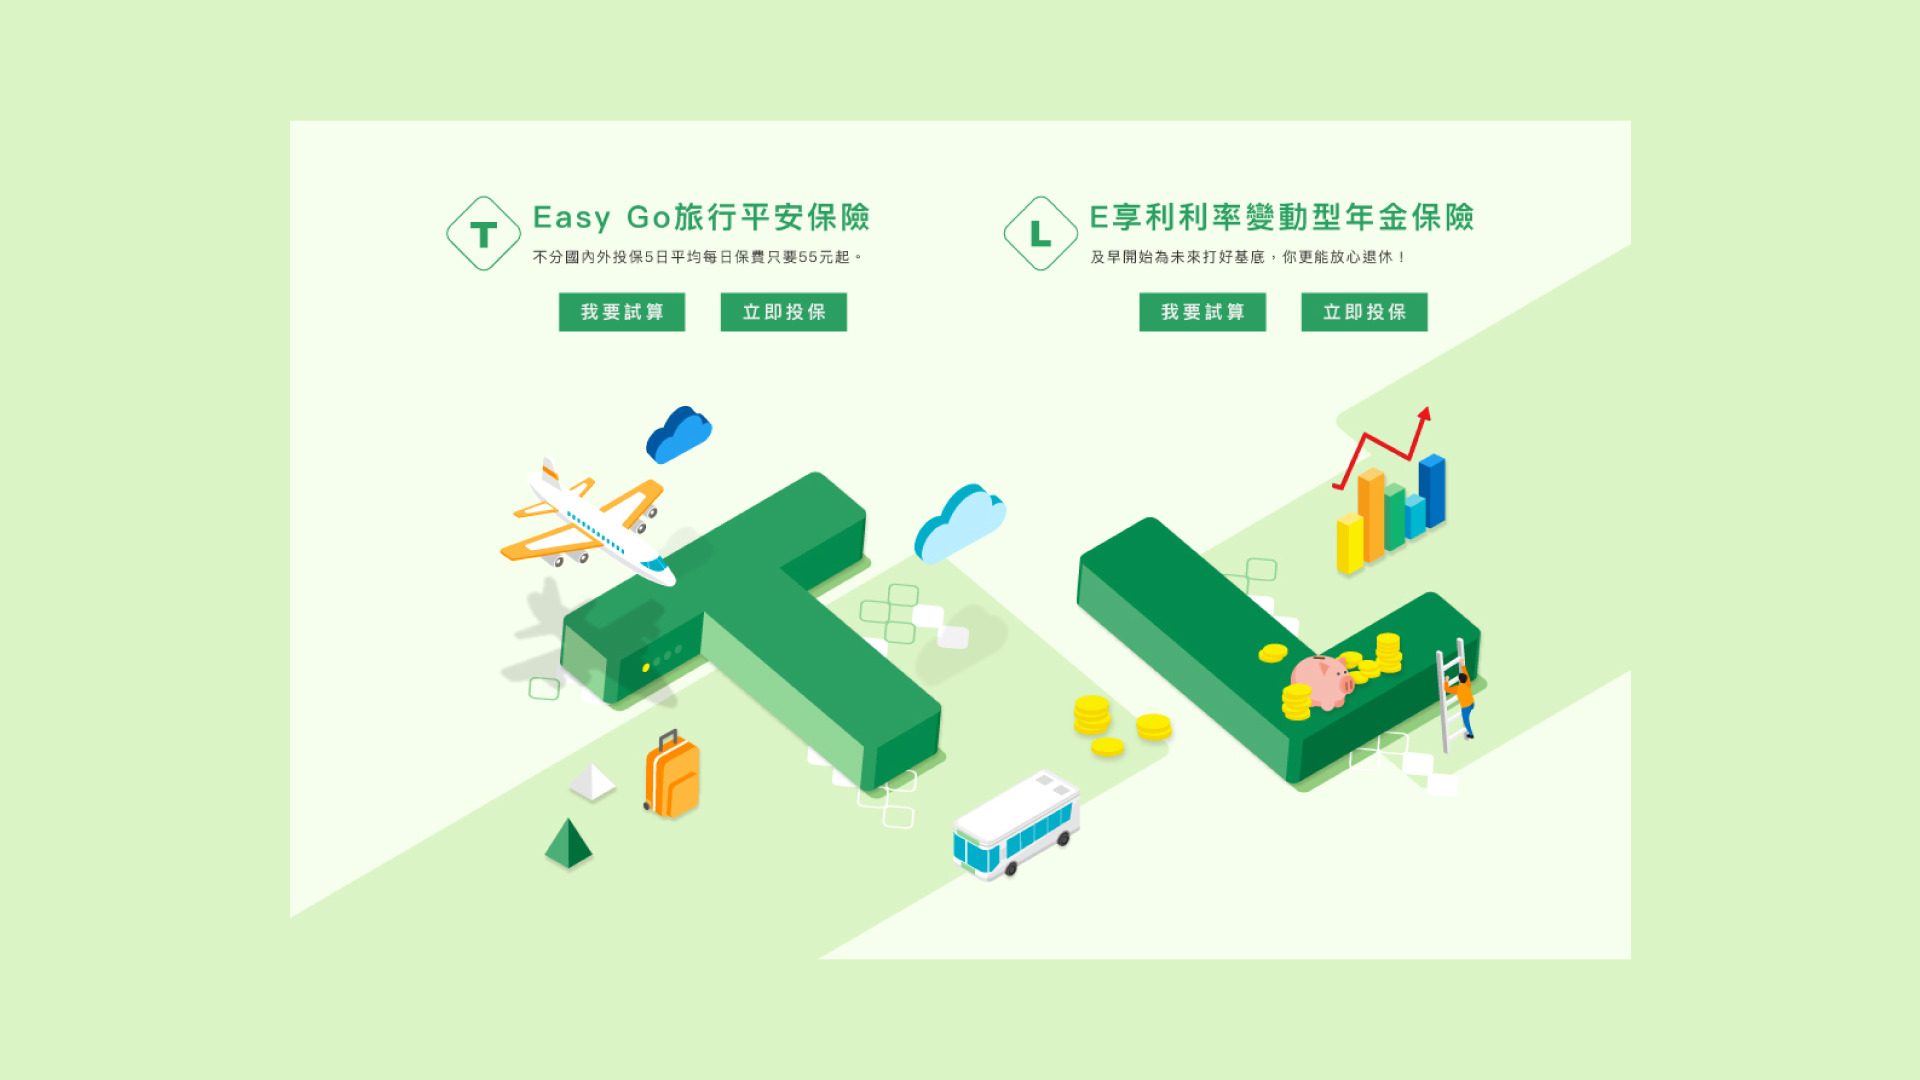 T
Easy Go旅行平安保險
不分國內外投保5日平均每日保費只要55元起。
我要試算
立即投保
L
E享利利率變動型年金保險
及早開始為未來打好基底，你更能放心退休！
我要試算
立即投保